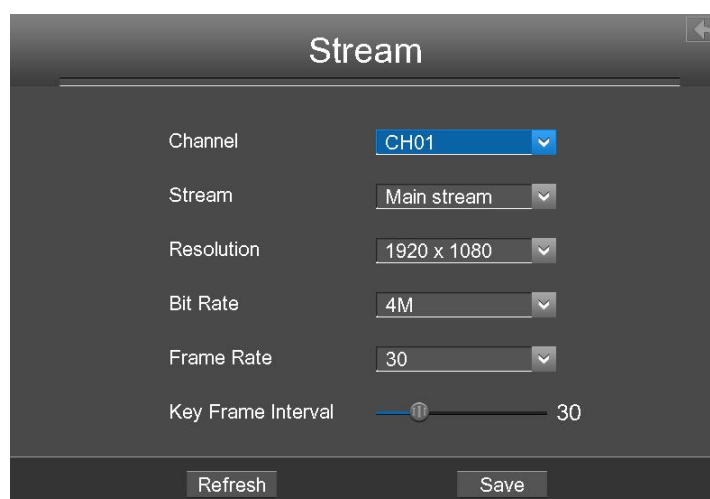 Stream
Channel CH01
Stream Main stream
Resolution 1920 x 1080
Bit Rate 4M
Frame Rate 30
Key Frame Interval 30
Refresh Save